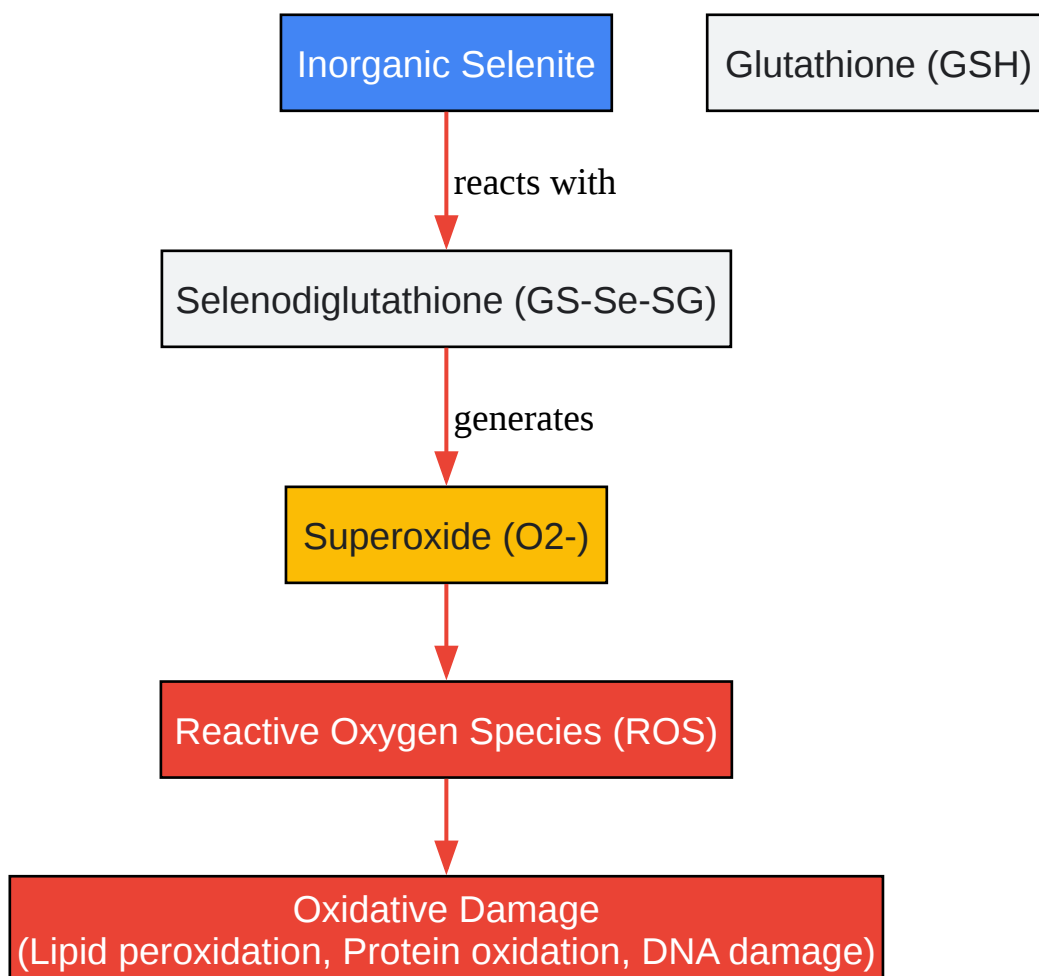 Inorganic Selenite
Glutathione (GSH)
reacts with
Selenodiglutathione (GS-Se-SG)
generates
Superoxide (O2-)
Reactive Oxygen Species (ROS)
Oxidative Damage
(Lipid peroxidation, Protein oxidation, DNA damage)